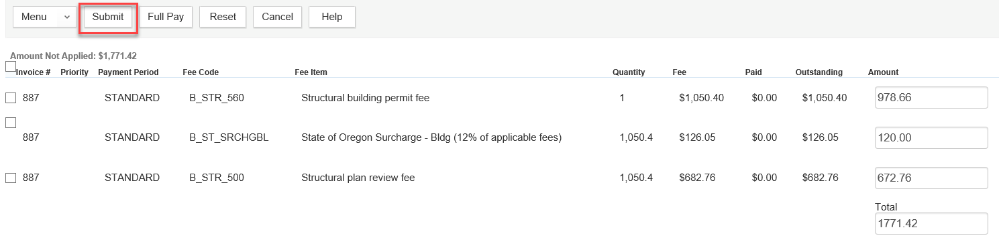 Menu Submit Full Pay Reset Cancel Help
Amount Not Applied: $1,771.42
Invoice # Priority Payment Period Fee Code Fee Item Quantity Fee Paid Outstanding Amount
887 STANDARD B_STR_560 Structural building permit fee 1 $1,050.40 $0.00 $1,050.40 978.66
887 STANDARD B_ST_SRCHGBL State of Oregon Surcharge - Bldg (12% of applicable fees) 1,050.4 $126.05 $0.00 $126.05 120.00
887 STANDARD B_STR_500 Structural plan review fee 1,050.4 $682.76 $0.00 $682.76 672.76
Total
1771.42